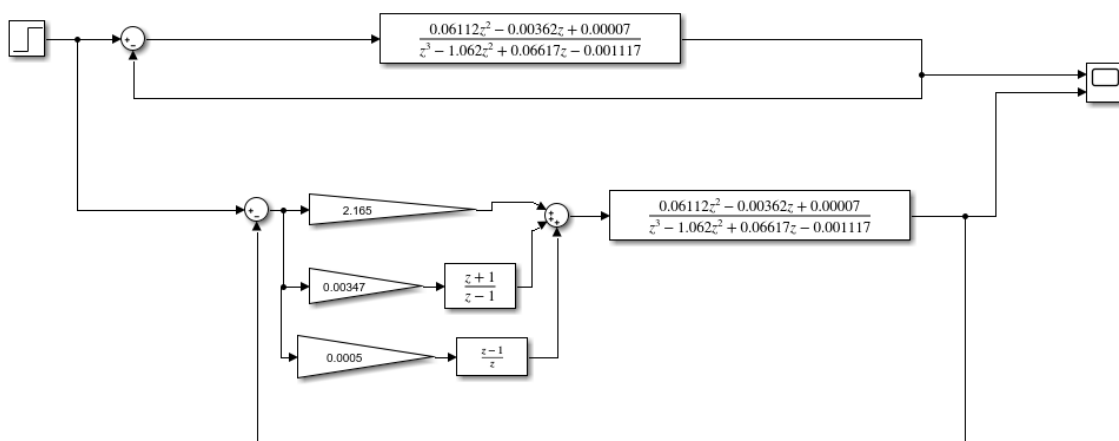 +
−
0.06112z² − 0.00362z + 0.00007
z³ − 1.062z² + 0.06617z − 0.001117
+
−
2.165
+
+
+
0.06112z² − 0.00362z + 0.00007
z³ − 1.062z² + 0.06617z − 0.001117
0.00347
z + 1
z − 1
0.0005
z − 1
z